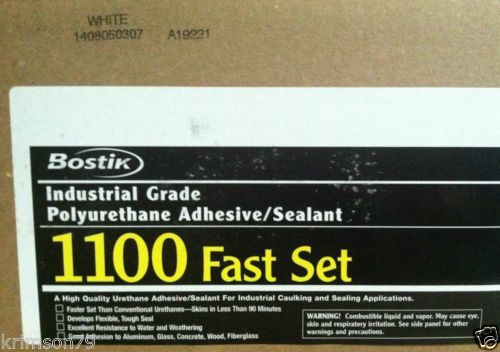 WHITE
1408050307 A19221
Bostik
Industrial Grade
Polyurethane Adhesive/Sealant
1100 Fast Set
A High Quality Urethane Adhesive/Sealant For Industrial Caulking and Sealing Applications.
Faster Set Than Conventional Urethanes—Skins in Less Than 90 Minutes
Develops Flexible, Tough Seal
Excellent Resistance to Water and Weathering
Great Adhesion to Aluminum, Glass, Concrete, Wood, Fiberglass
WARNING! Combustible liquid and vapor. May cause eye,
skin and respiratory irritation. See side panel for other
warnings and first aid.
krimson79